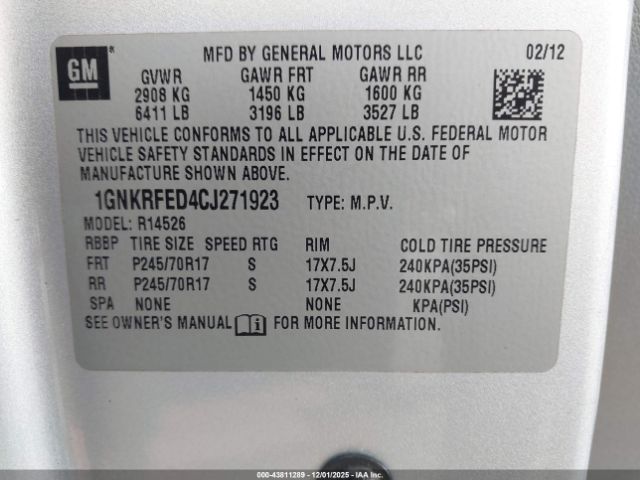 GM
®
MFD BY GENERAL MOTORS LLC 02/12
GVWR GAWR FRT GAWR RR
2908 KG 1450 KG 1600 KG
6411 LB 3196 LB 3527 LB
THIS VEHICLE CONFORMS TO ALL APPLICABLE U.S. FEDERAL MOTOR
VEHICLE SAFETY STANDARDS IN EFFECT ON THE DATE OF
MANUFACTURE SHOWN ABOVE.
1GNKRFED4CJ271923 TYPE: M.P.V.
MODEL: R14526
RBBP TIRE SIZE SPEED RTG RIM COLD TIRE PRESSURE
FRT P245/70R17 S 17X7.5J 240KPA(35PSI)
RR P245/70R17 S 17X7.5J 240KPA(35PSI)
SPA NONE NONE KPA(PSI)
SEE OWNER'S MANUAL FOR MORE INFORMATION.
000-43811289 - 12/01/2025 - IAA Inc.